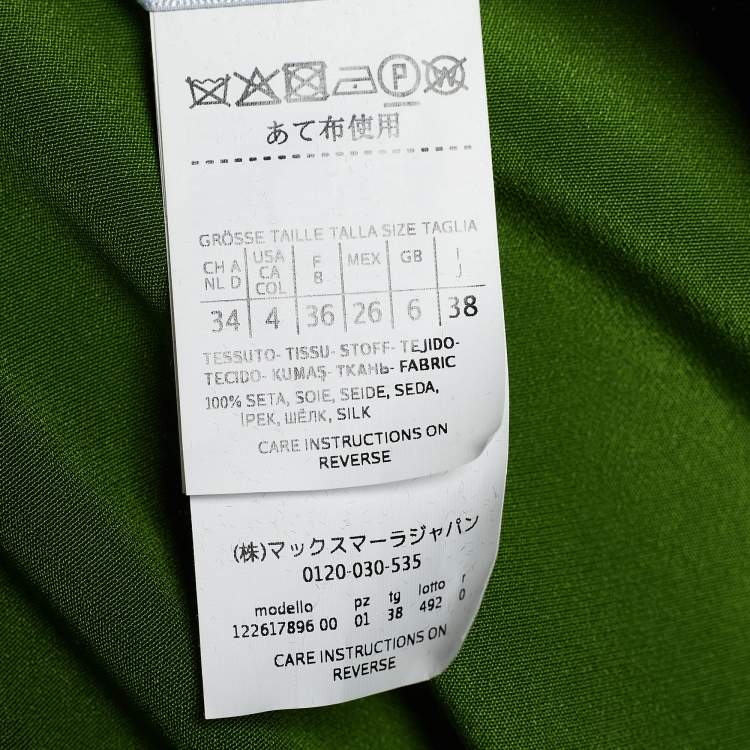 P W
あて布使用
GRÖSSE TAILLE TALLA SIZE TAGLIA
CH A NL D USA CA COL F B MEX GB I J
34 4 36 26 6 38
TESSUTO- TISSU- STOFF- TEJIDO-
TECIDO- KUMAŞ- ТКАНЬ- FABRIC
100% SETA, SOIE, SEIDE, SEDA,
İPEK, ШЁЛК, SILK
CARE INSTRUCTIONS ON
REVERSE
(株)マックスマーラジャパン
0120-030-535
modello pz tg lotto r
122617896 00 01 38 492 0
CARE INSTRUCTIONS ON
REVERSE